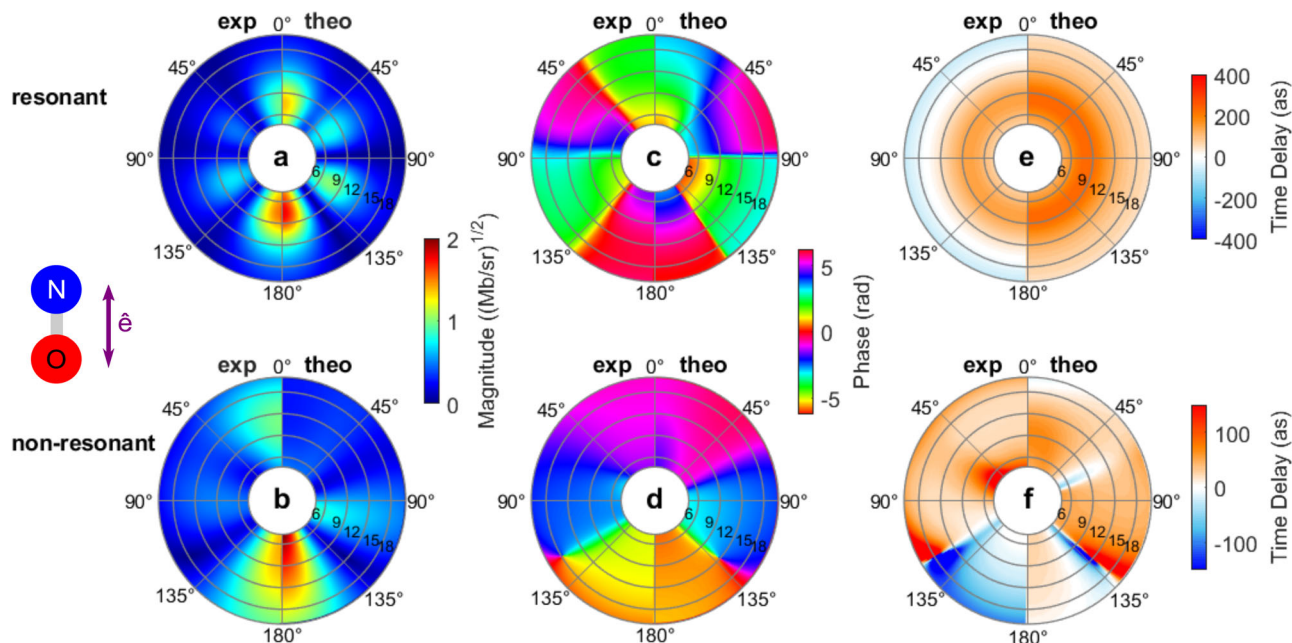 exp 0° theo
exp 0° theo
exp 0° theo
resonant
45° 45°
45° 45°
45° 45°
90° a 90°
90° c 90°
90° e 90°
6 9 12 15 18
6 9 12 15 18
6 9 12 15 18
135° 135°
135° 135°
135° 135°
180°
180°
180°
400
200
0
-200
-400
Time Delay (as)
N
ê
O
2
1
0
Magnitude ((Mb/sr)1/2
5
0
-5
Phase (rad)
exp 0° theo
exp 0° theo
exp 0° theo
non-resonant
45° 45°
45° 45°
45° 45°
90° b 90°
90° d 90°
90° f 90°
6 9 12 15 18
6 9 12 15 18
6 9 12 15 18
135° 135°
135° 135°
135° 135°
180°
180°
180°
100
0
-100
Time Delay (as)